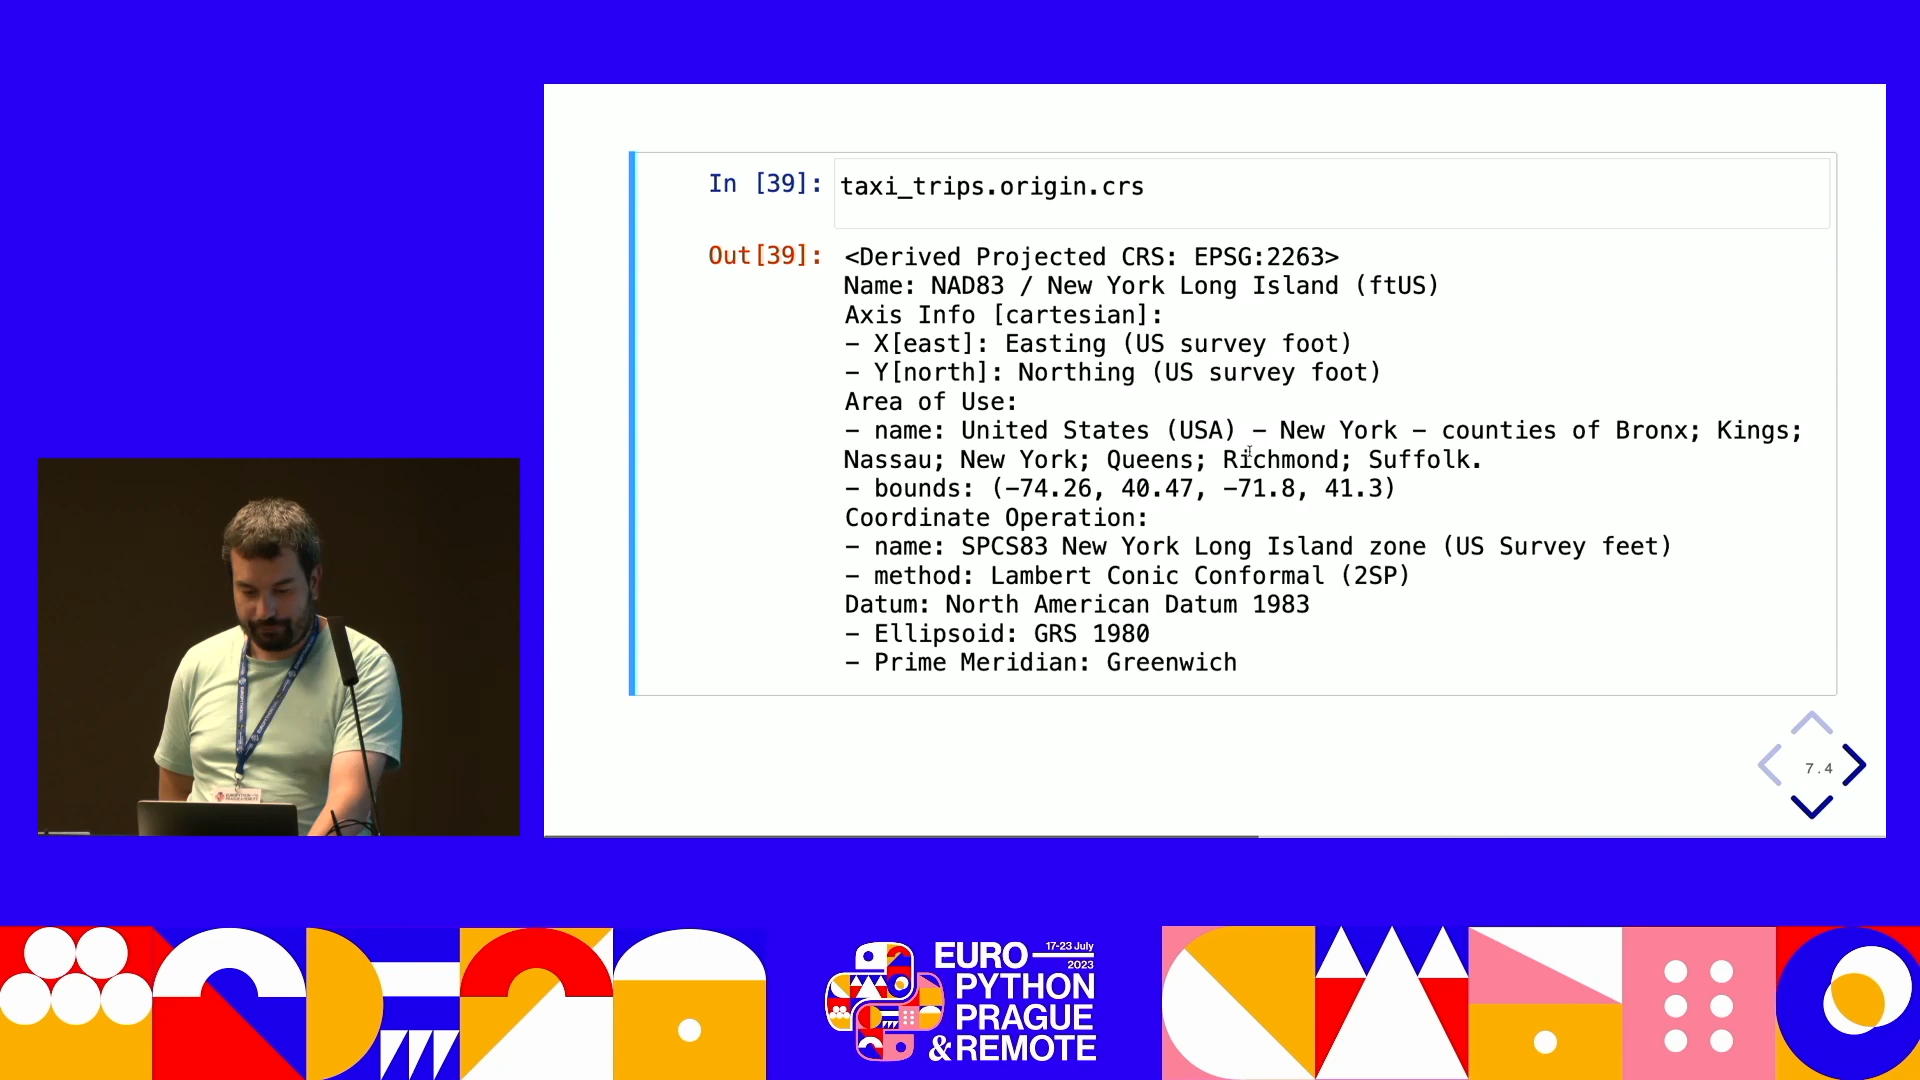 In [39]: taxi_trips.origin.crs
Out[39]: <Derived Projected CRS: EPSG:2263>
Name: NAD83 / New York Long Island (ftUS)
Axis Info [cartesian]:
- X[east]: Easting (US survey foot)
- Y[north]: Northing (US survey foot)
Area of Use:
- name: United States (USA) - New York - counties of Bronx; Kings;
Nassau; New York; Queens; Richmond; Suffolk.
- bounds: (-74.26, 40.47, -71.8, 41.3)
Coordinate Operation:
- name: SPCS83 New York Long Island zone (US Survey feet)
- method: Lambert Conic Conformal (2SP)
Datum: North American Datum 1983
- Ellipsoid: GRS 1980
- Prime Meridian: Greenwich
7.4
EURO 17-23 July 2023
PYTHON
PRAGUE
& REMOTE